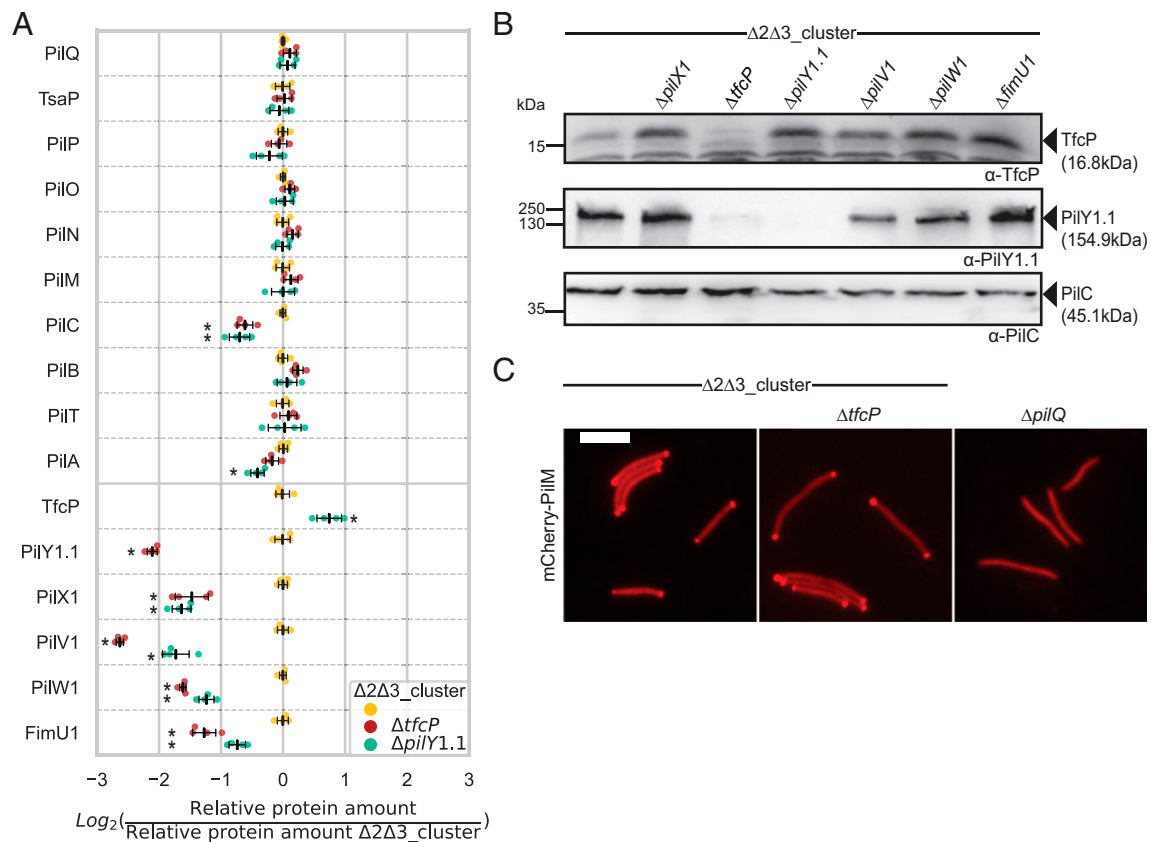 A
PilQ
TsaP
PilP
PilO
PilN
PilM
PilC
*
*
PilB
PilT
PilA
*
TfcP
*
PilY1.1
*
PilX1
*
*
PilV1
*
*
PilW1
*
*
FimU1
*
*
Δ2Δ3_cluster
ΔtfcP
ΔpilY1.1
−3 −2 −1 0 1 2 3
Log₂(Relative protein amount / Relative protein amount Δ2Δ3_cluster)
B
Δ2Δ3_cluster
ΔpilX1 ΔtfcP ΔpilY1.1 ΔpilV1 ΔpilW1 ΔfimU1
kDa
15
TfcP
(16.8kDa)
α-TfcP
250
130
PilY1.1
(154.9kDa)
α-PilY1.1
35
PilC
(45.1kDa)
α-PilC
C
Δ2Δ3_cluster
ΔtfcP ΔpilQ
mCherry-PilM